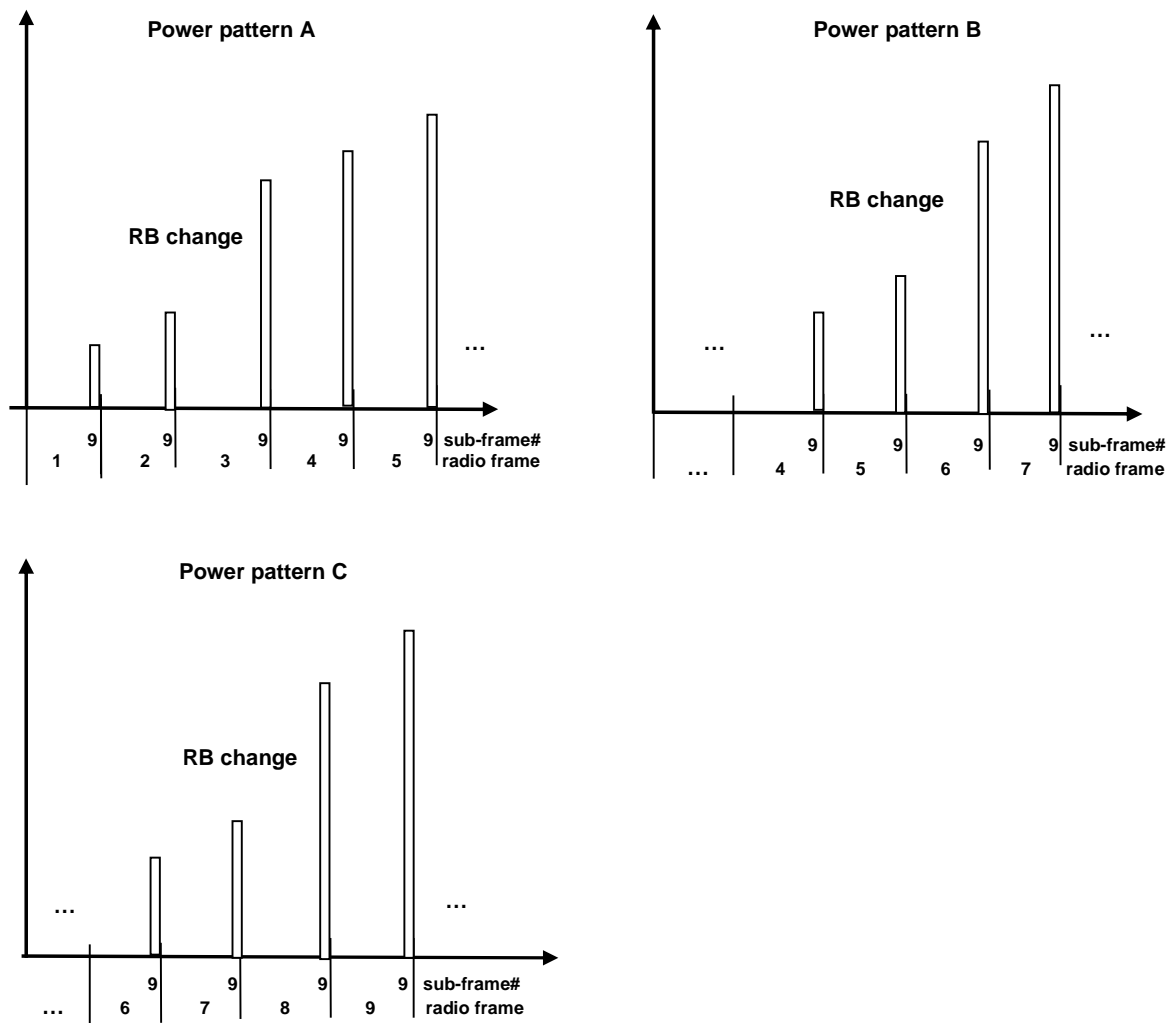 Power pattern A
RB change
...
9 9 9 9 9 sub-frame#
1 2 3 4 5 radio frame
Power pattern B
RB change
... ...
9 9 9 9 sub-frame#
... 4 5 6 7 radio frame
Power pattern C
RB change
... ...
9 9 9 9 sub-frame#
... 6 7 8 9 radio frame